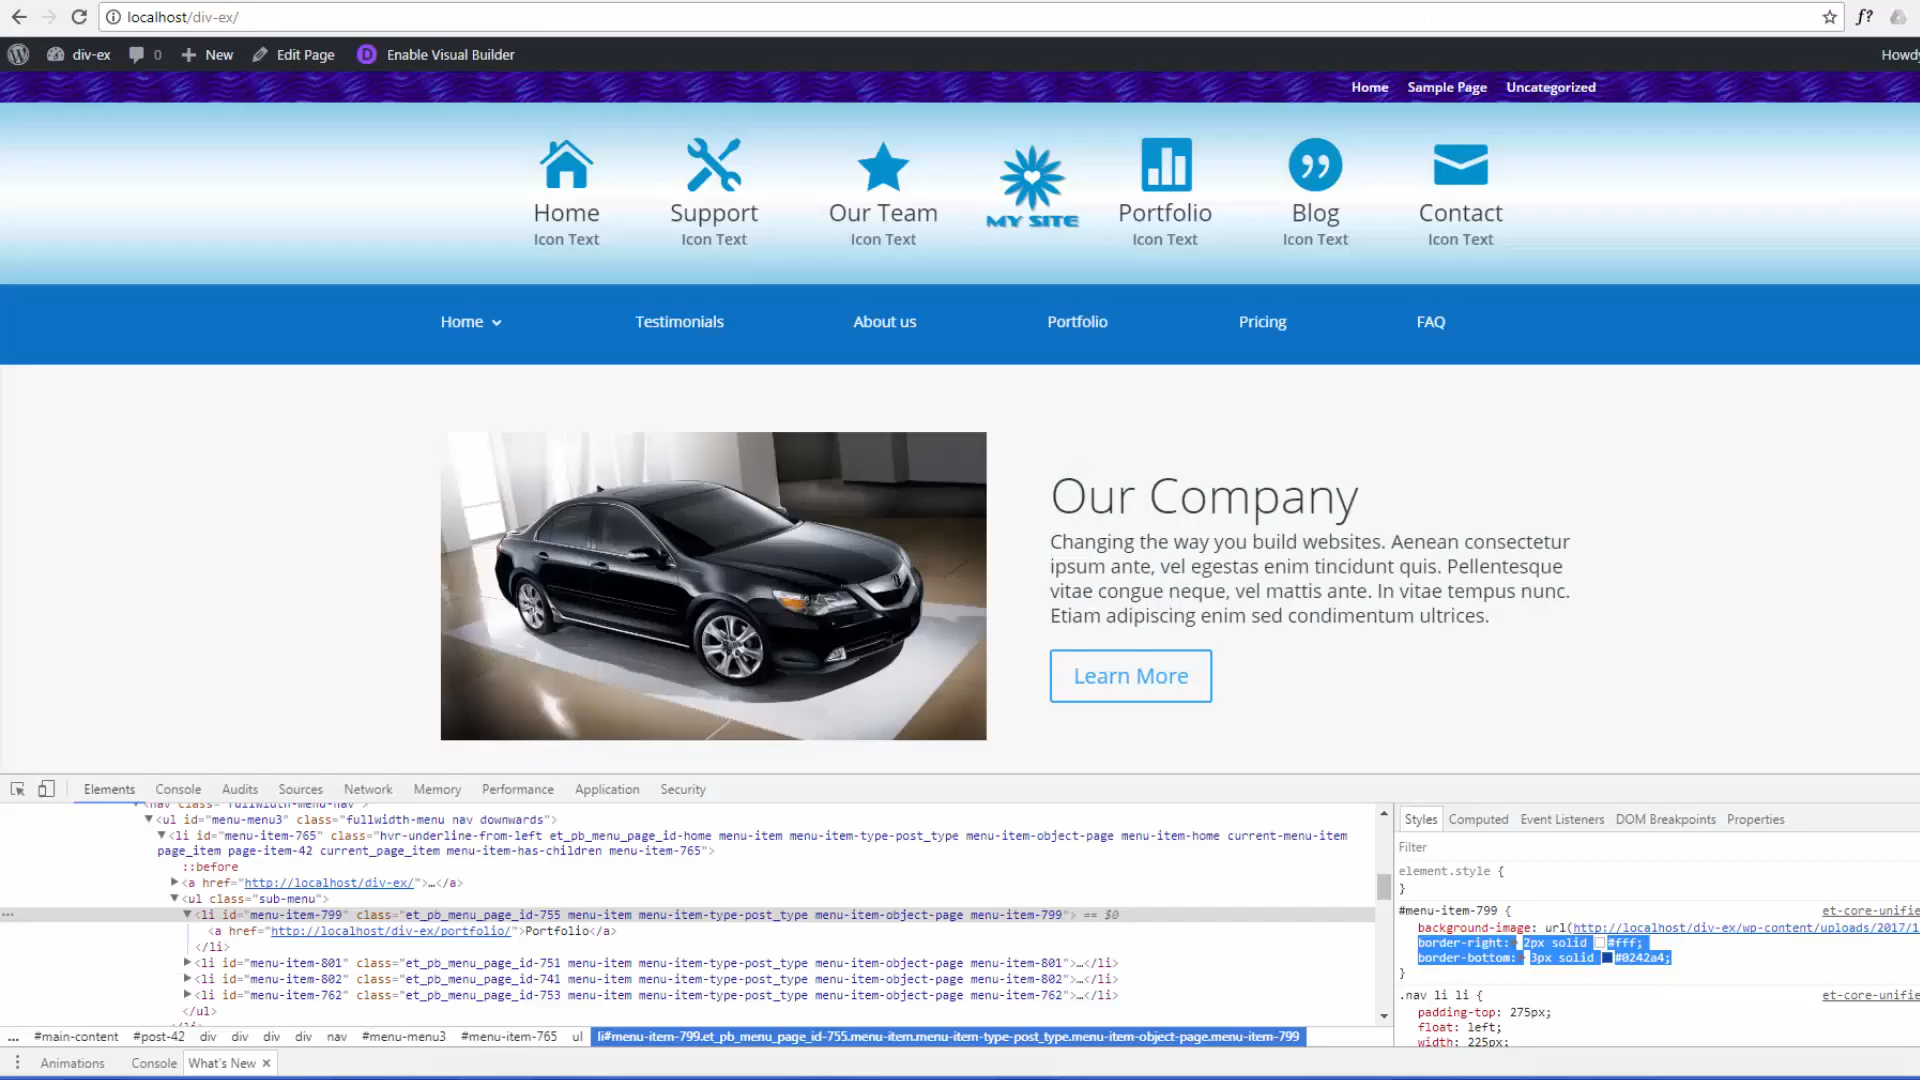 localhost/div-ex/
f?
div-ex 0 New Edit Page D Enable Visual Builder Howdy
Home Sample Page Uncategorized
Home Support Our Team MY SITE Portfolio Blog Contact
Icon Text Icon Text Icon Text Icon Text Icon Text Icon Text
Home Testimonials About us Portfolio Pricing FAQ
Our Company
Changing the way you build websites. Aenean consectetur
ipsum ante, vel egestas enim tincidunt quis. Pellentesque
vitae congue neque, vel mattis ante. In vitae tempus nunc.
Etiam adipiscing enim sed condimentum ultrices.
Learn More
Elements Console Audits Sources Network Memory Performance Application Security
<nav class="fullwidth-menu-nav">
<ul id="menu-menu3" class="fullwidth-menu nav downwards">
<li id="menu-item-765" class="hvr-underline-from-left et_pb_menu_page_id-home menu-item menu-item-type-post_type menu-item-object-page menu-item-home current-menu-item
page_item page-item-42 current_page_item menu-item-has-children menu-item-765">
::before
<a href="http://localhost/div-ex/">…</a>
<ul class="sub-menu">
<li id="menu-item-799" class="et_pb_menu_page_id-755 menu-item menu-item-type-post_type menu-item-object-page menu-item-799"> == $0
<a href="http://localhost/div-ex/portfolio/">Portfolio</a>
</li>
<li id="menu-item-801" class="et_pb_menu_page_id-751 menu-item menu-item-type-post_type menu-item-object-page menu-item-801">…</li>
<li id="menu-item-802" class="et_pb_menu_page_id-741 menu-item menu-item-type-post_type menu-item-object-page menu-item-802">…</li>
<li id="menu-item-762" class="et_pb_menu_page_id-753 menu-item menu-item-type-post_type menu-item-object-page menu-item-762">…</li>
</ul>
... #main-content #post-42 div div div div nav #menu-menu3 #menu-item-765 ul li#menu-item-799.et_pb_menu_page_id-755.menu-item.menu-item-type-post_type.menu-item-object-page.menu-item-799
Animations Console What's New ×
Styles Computed Event Listeners DOM Breakpoints Properties
Filter
element.style {
}
#menu-item-799 { et-core-unifie
background-image: url(http://localhost/div-ex/wp-content/uploads/2017/1
border-right: 2px solid #fff;
border-bottom: 3px solid #0242a4;
}
.nav li li { et-core-unifie
padding-top: 275px;
float: left;
width: 225px;